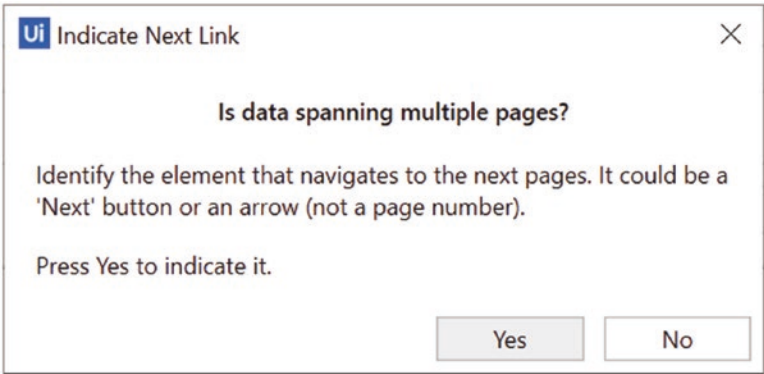 Ui Indicate Next Link
Is data spanning multiple pages?
Identify the element that navigates to the next pages. It could be a
'Next' button or an arrow (not a page number).
Press Yes to indicate it.
Yes No